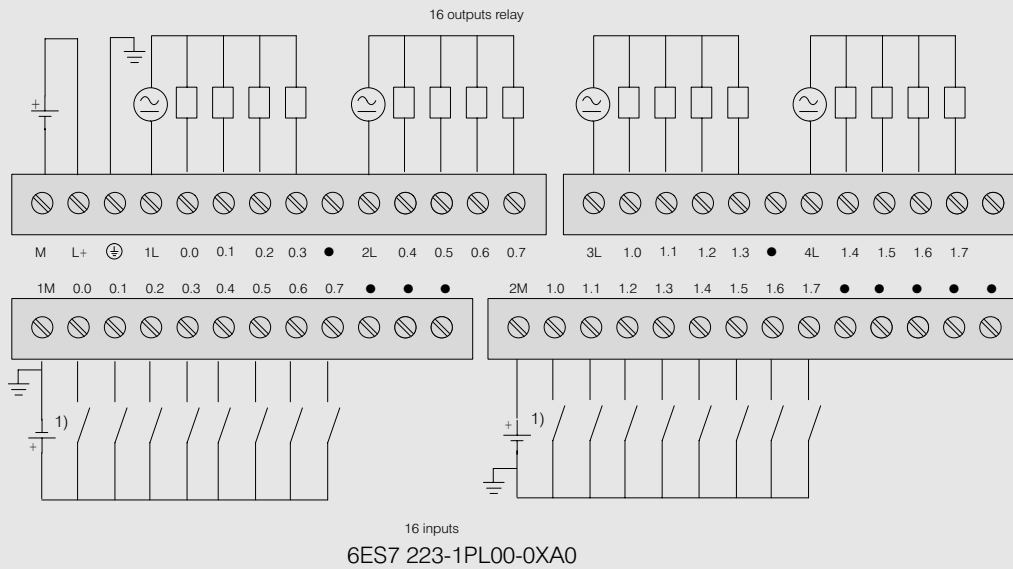 16 outputs relay
+
M L+ 1L 0.0 0.1 0.2 0.3 ● 2L 0.4 0.5 0.6 0.7 3L 1.0 1.1 1.2 1.3 ● 4L 1.4 1.5 1.6 1.7
1M 0.0 0.1 0.2 0.3 0.4 0.5 0.6 0.7 ● ● ● 2M 1.0 1.1 1.2 1.3 1.4 1.5 1.6 1.7 ● ● ● ● ●
1) + 1)
+
16 inputs
6ES7 223-1PL00-0XA0